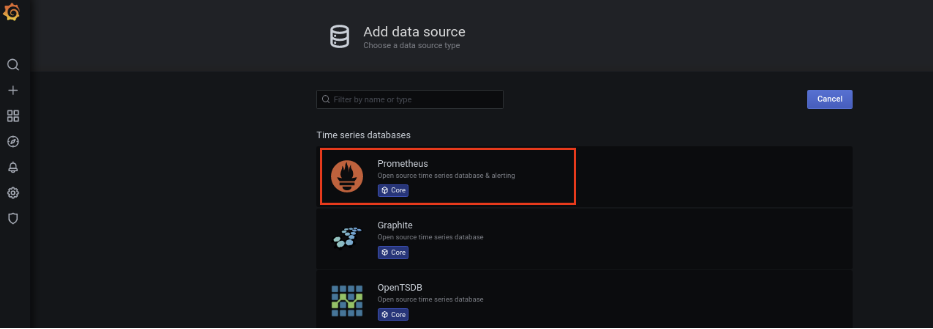 Add data source
Choose a data source type
Filter by name or type
Cancel
Time series databases
Prometheus
Open source time series database & alerting
Core
Graphite
Open source time series database
Core
OpenTSDB
Open source time series database
Core